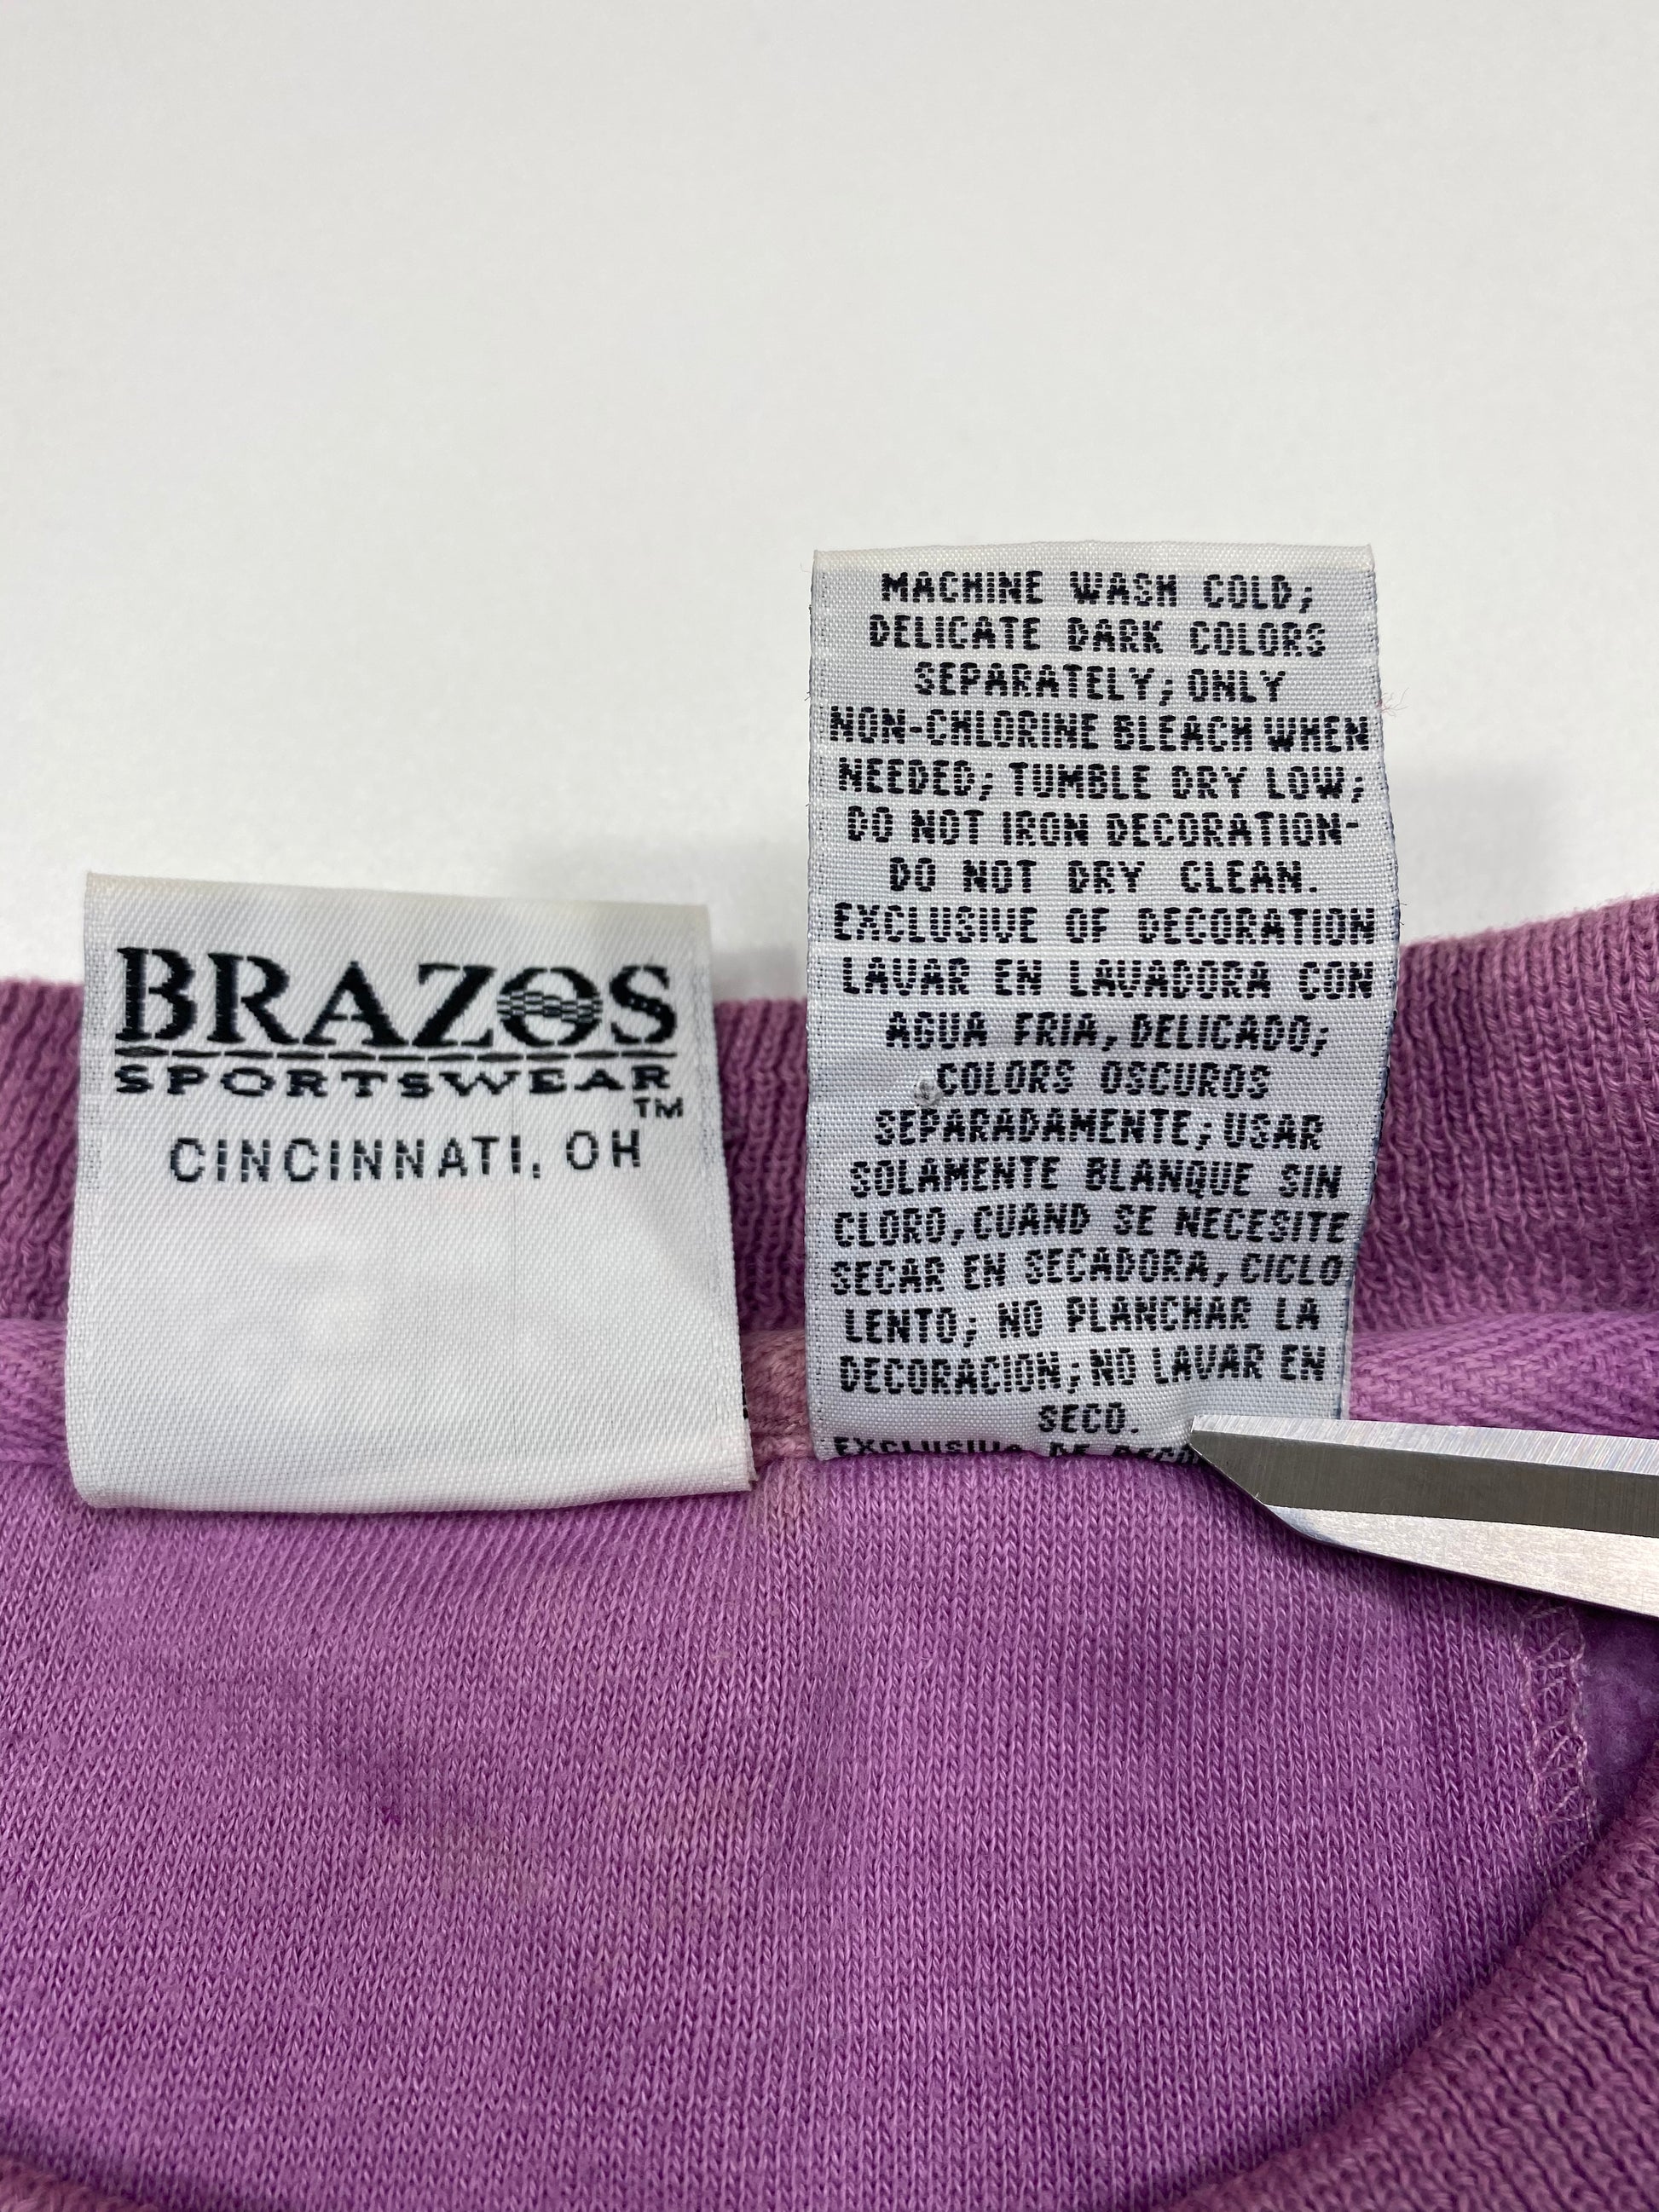 BRAZOS
SPORTSWEAR
TM
CINCINNATI, OH
MACHINE WASH COLD;
DELICATE DARK COLORS
SEPARATELY; ONLY
NON-CHLORINE BLEACH WHEN
NEEDED; TUMBLE DRY LOW;
DO NOT IRON DECORATION-
DO NOT DRY CLEAN.
EXCLUSIVE OF DECORATION
LAVAR EN LAVADORA CON
AGUA FRIA, DELICADO;
COLORS OSCUROS
SEPARADAMENTE; USAR
SOLAMENTE BLANQUE SIN
CLORO, CUAND SE NECESITE
SECAR EN SECADORA, CICLO
LENTO; NO PLANCHAR LA
DECORACION; NO LAVAR EN
SECO.
EXCLUSIVA DE